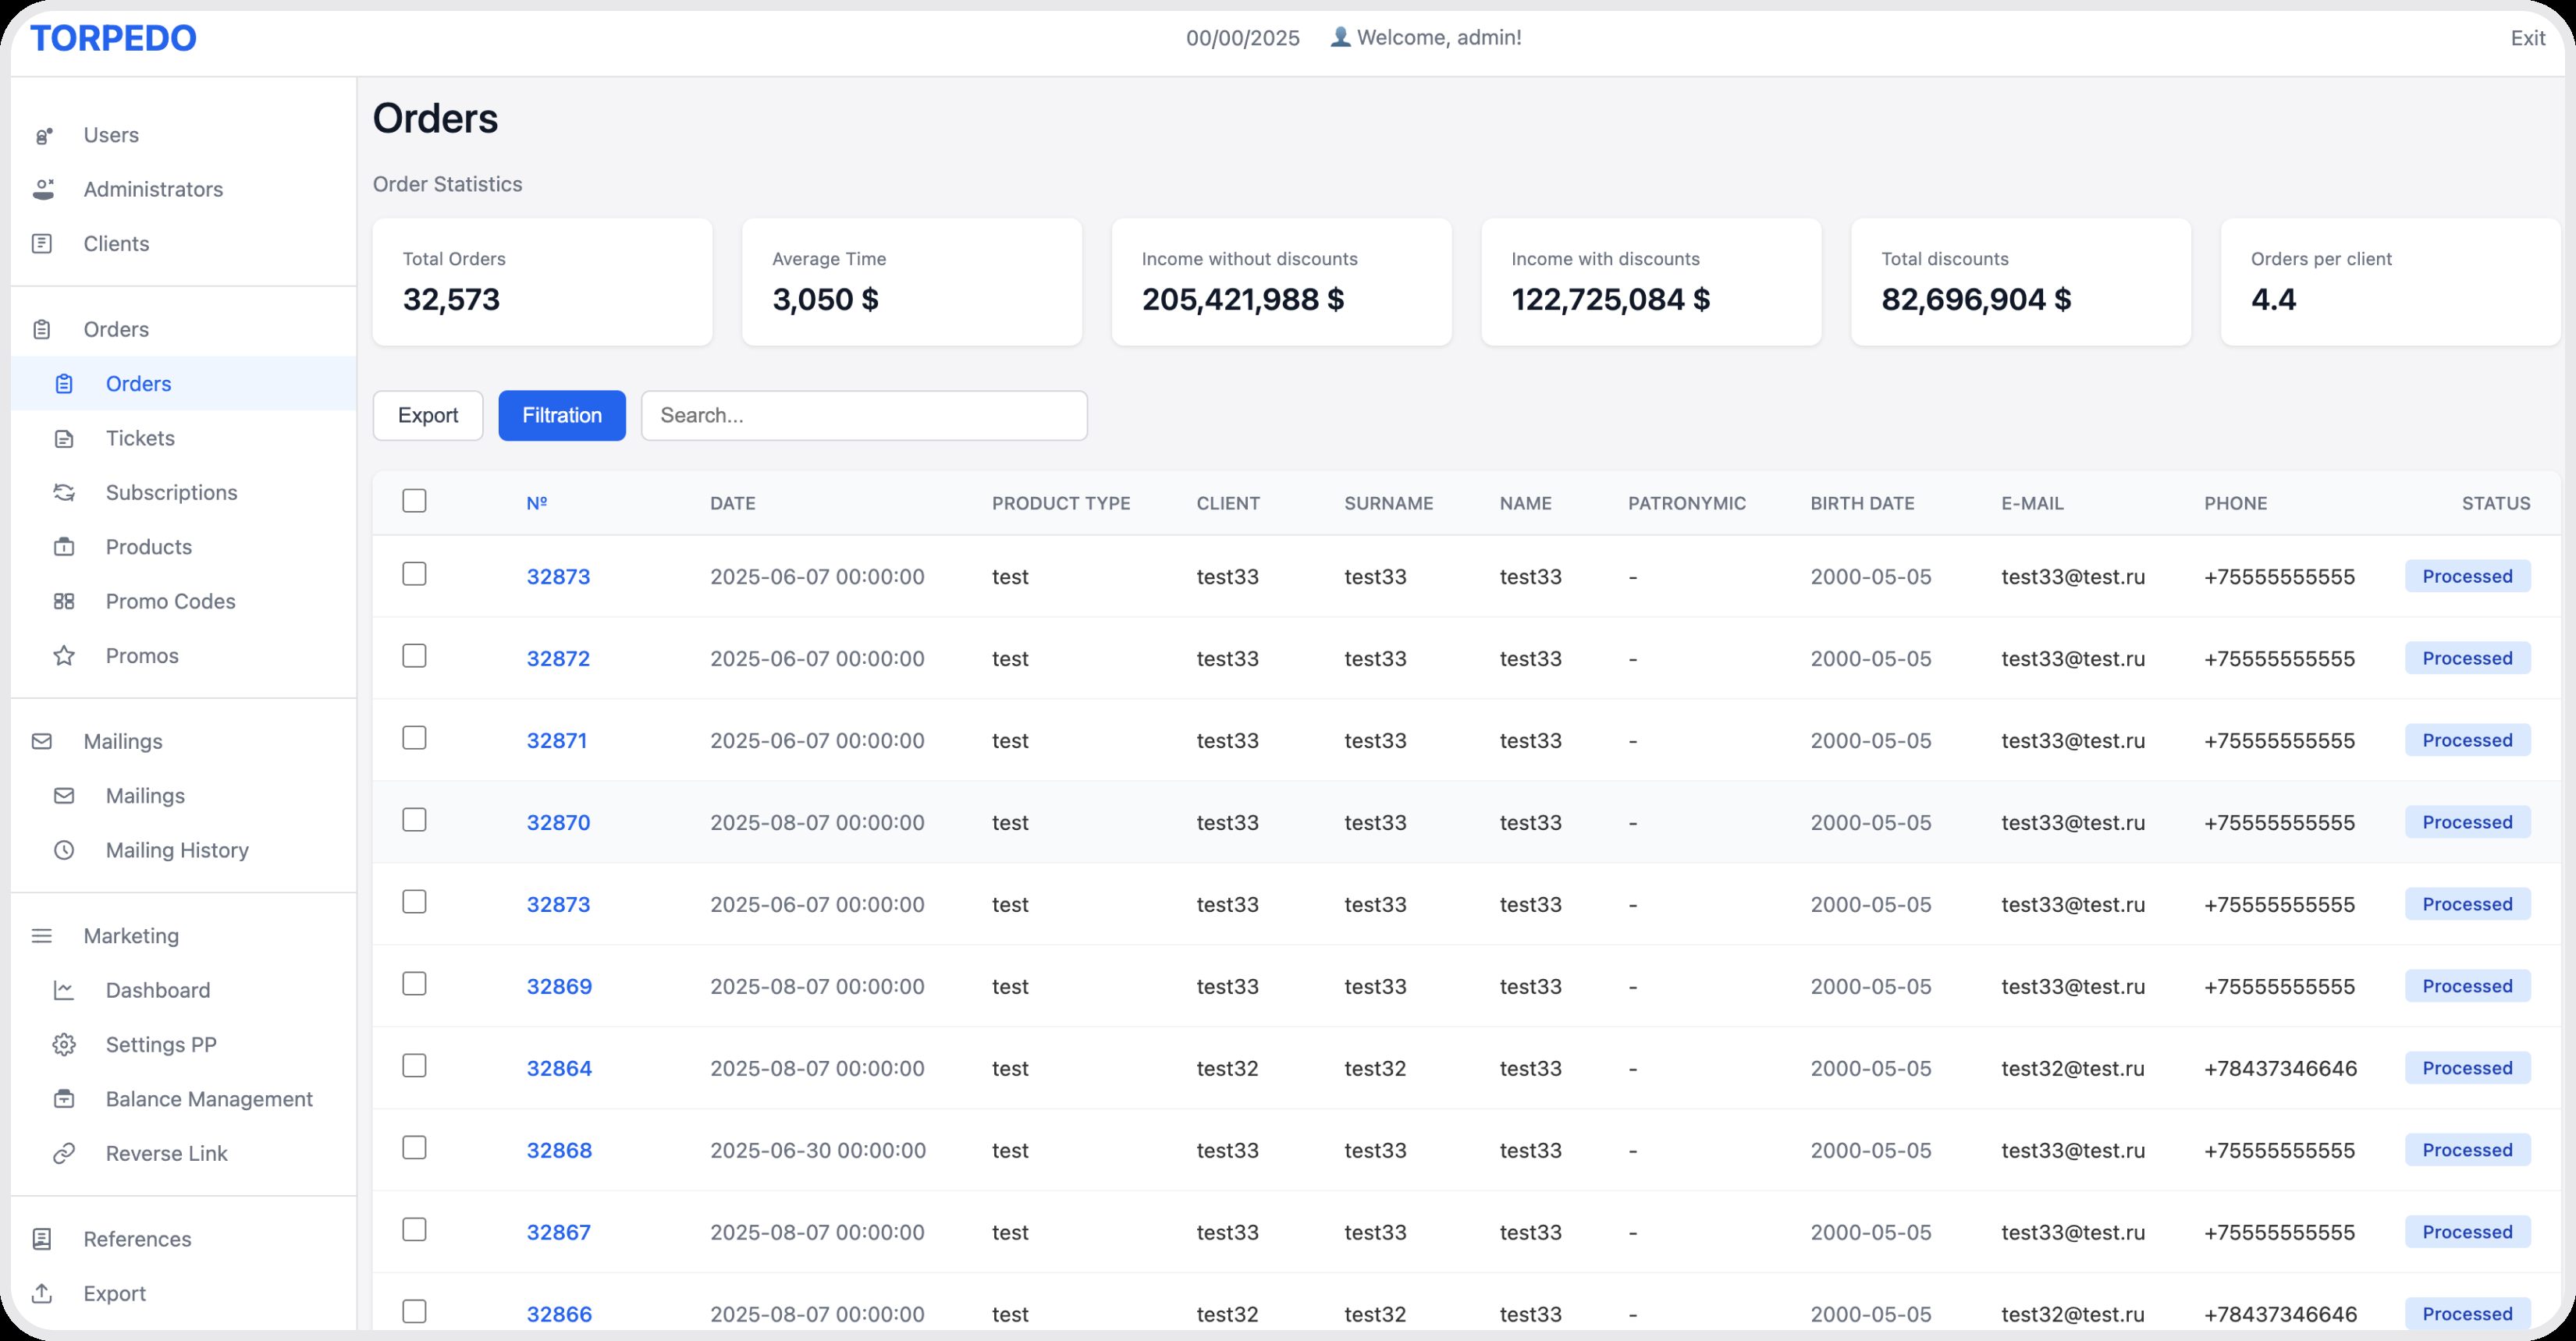 TORPEDO
00/00/2025 Welcome, admin! Exit
Users
Administrators
Clients
Orders
Orders
Tickets
Subscriptions
Products
Promo Codes
Promos
Mailings
Mailings
Mailing History
Marketing
Dashboard
Settings PP
Balance Management
Reverse Link
References
Export
Orders
Order Statistics
Total Orders
32,573
Average Time
3,050 $
Income without discounts
205,421,988 $
Income with discounts
122,725,084 $
Total discounts
82,696,904 $
Orders per client
4.4
Export Filtration Search...
Nº DATE PRODUCT TYPE CLIENT SURNAME NAME PATRONYMIC BIRTH DATE E-MAIL PHONE STATUS
32873 2025-06-07 00:00:00 test test33 test33 test33 - 2000-05-05 test33@test.ru +75555555555 Processed
32872 2025-06-07 00:00:00 test test33 test33 test33 - 2000-05-05 test33@test.ru +75555555555 Processed
32871 2025-06-07 00:00:00 test test33 test33 test33 - 2000-05-05 test33@test.ru +75555555555 Processed
32870 2025-08-07 00:00:00 test test33 test33 test33 - 2000-05-05 test33@test.ru +75555555555 Processed
32873 2025-06-07 00:00:00 test test33 test33 test33 - 2000-05-05 test33@test.ru +75555555555 Processed
32869 2025-08-07 00:00:00 test test33 test33 test33 - 2000-05-05 test33@test.ru +75555555555 Processed
32864 2025-08-07 00:00:00 test test32 test32 test33 - 2000-05-05 test32@test.ru +78437346646 Processed
32868 2025-06-30 00:00:00 test test33 test33 test33 - 2000-05-05 test33@test.ru +75555555555 Processed
32867 2025-08-07 00:00:00 test test33 test33 test33 - 2000-05-05 test33@test.ru +75555555555 Processed
32866 2025-08-07 00:00:00 test test32 test32 test33 - 2000-05-05 test32@test.ru +78437346646 Processed